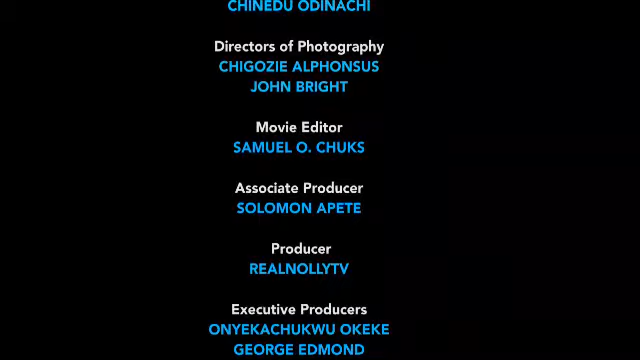 CHINEDU ODINACHI
Directors of Photography
CHIGOZIE ALPHONSUS
JOHN BRIGHT
Movie Editor
SAMUEL O. CHUKS
Associate Producer
SOLOMON APETE
Producer
REALNOLLYTV
Executive Producers
ONYEKACHUKWU OKEKE
GEORGE EDMOND